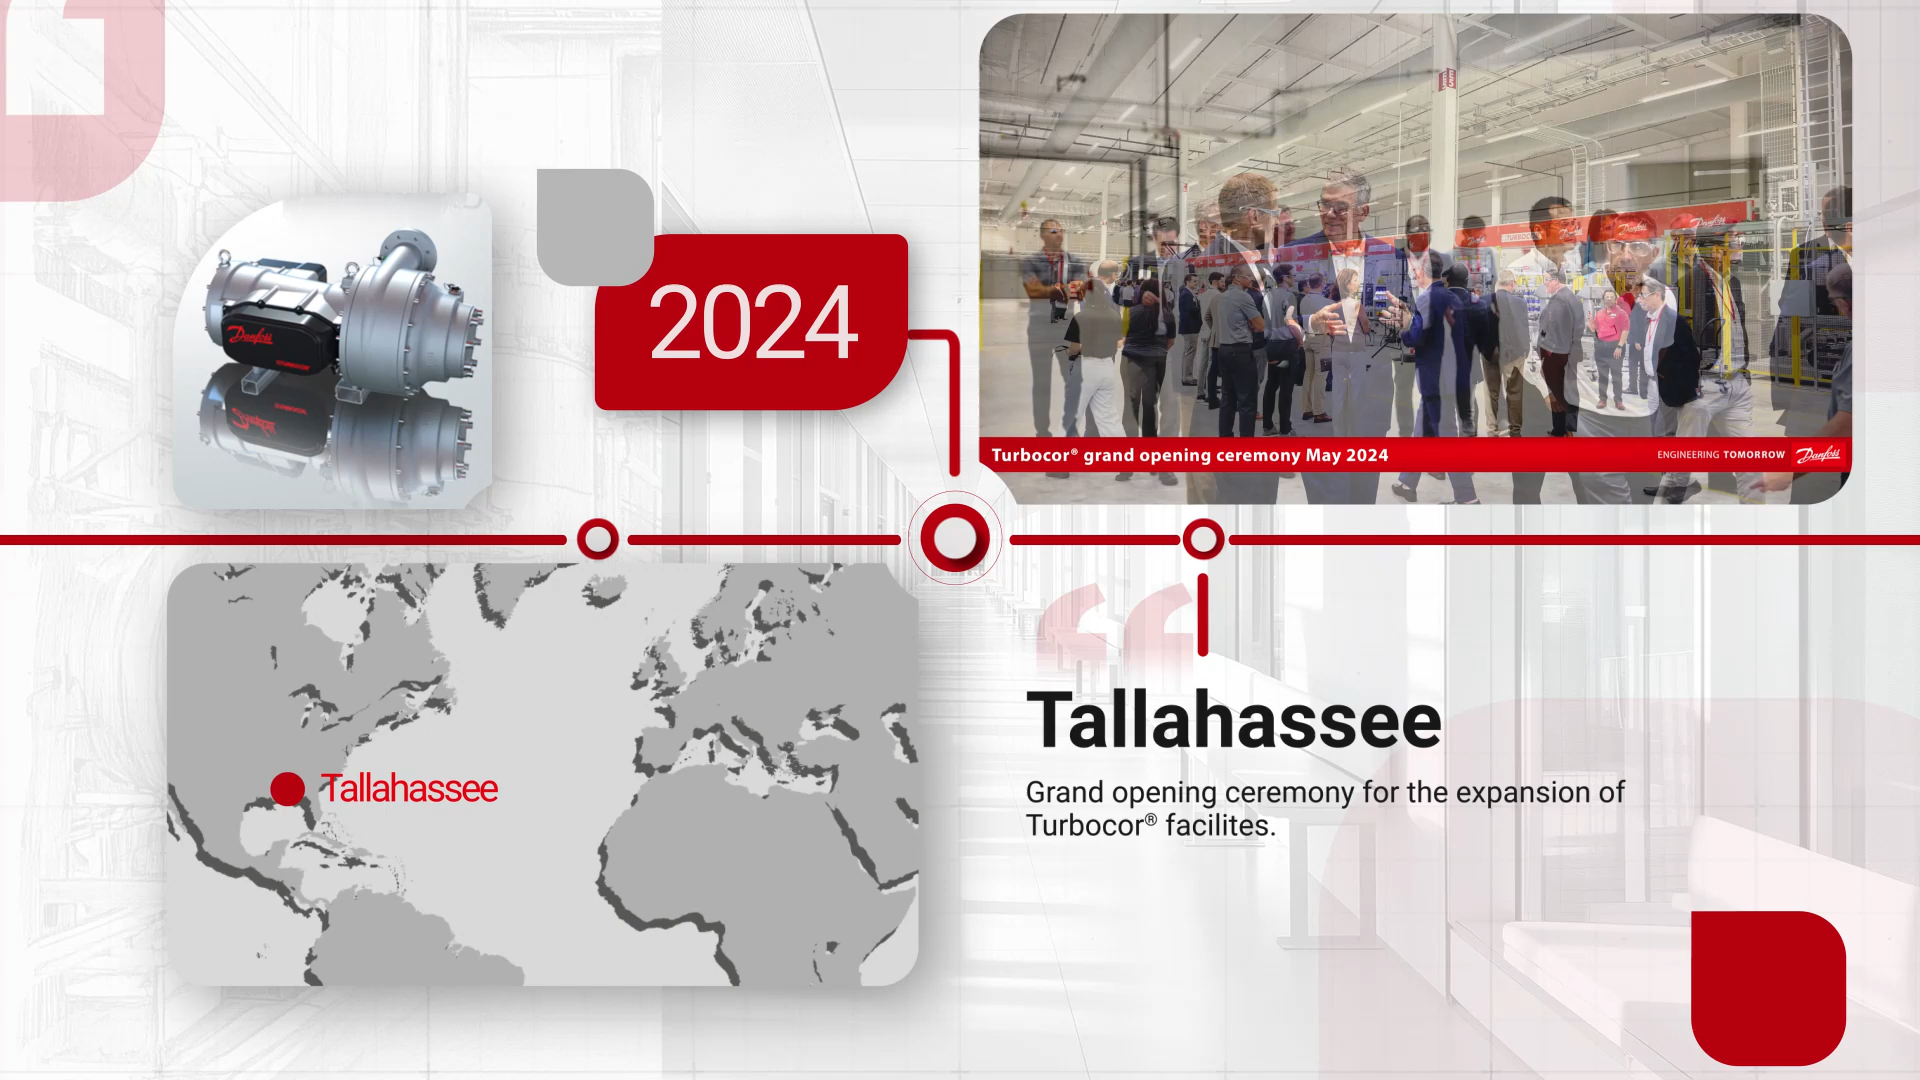 Danfoss
2024
Turbocor® grand opening ceremony May 2024
ENGINEERING TOMORROW
Danfoss
Tallahassee
Tallahassee
Grand opening ceremony for the expansion of
Turbocor® facilites.